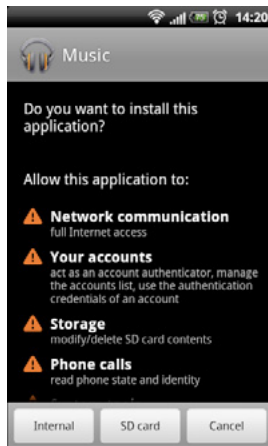 14:20
Music
Do you want to install this
application?
Allow this application to:
Network communication
full Internet access
Your accounts
act as an account authenticator, manage
the accounts list, use the authentication
credentials of an account
Storage
modify/delete SD card contents
Phone calls
read phone state and identity
Internal SD card Cancel